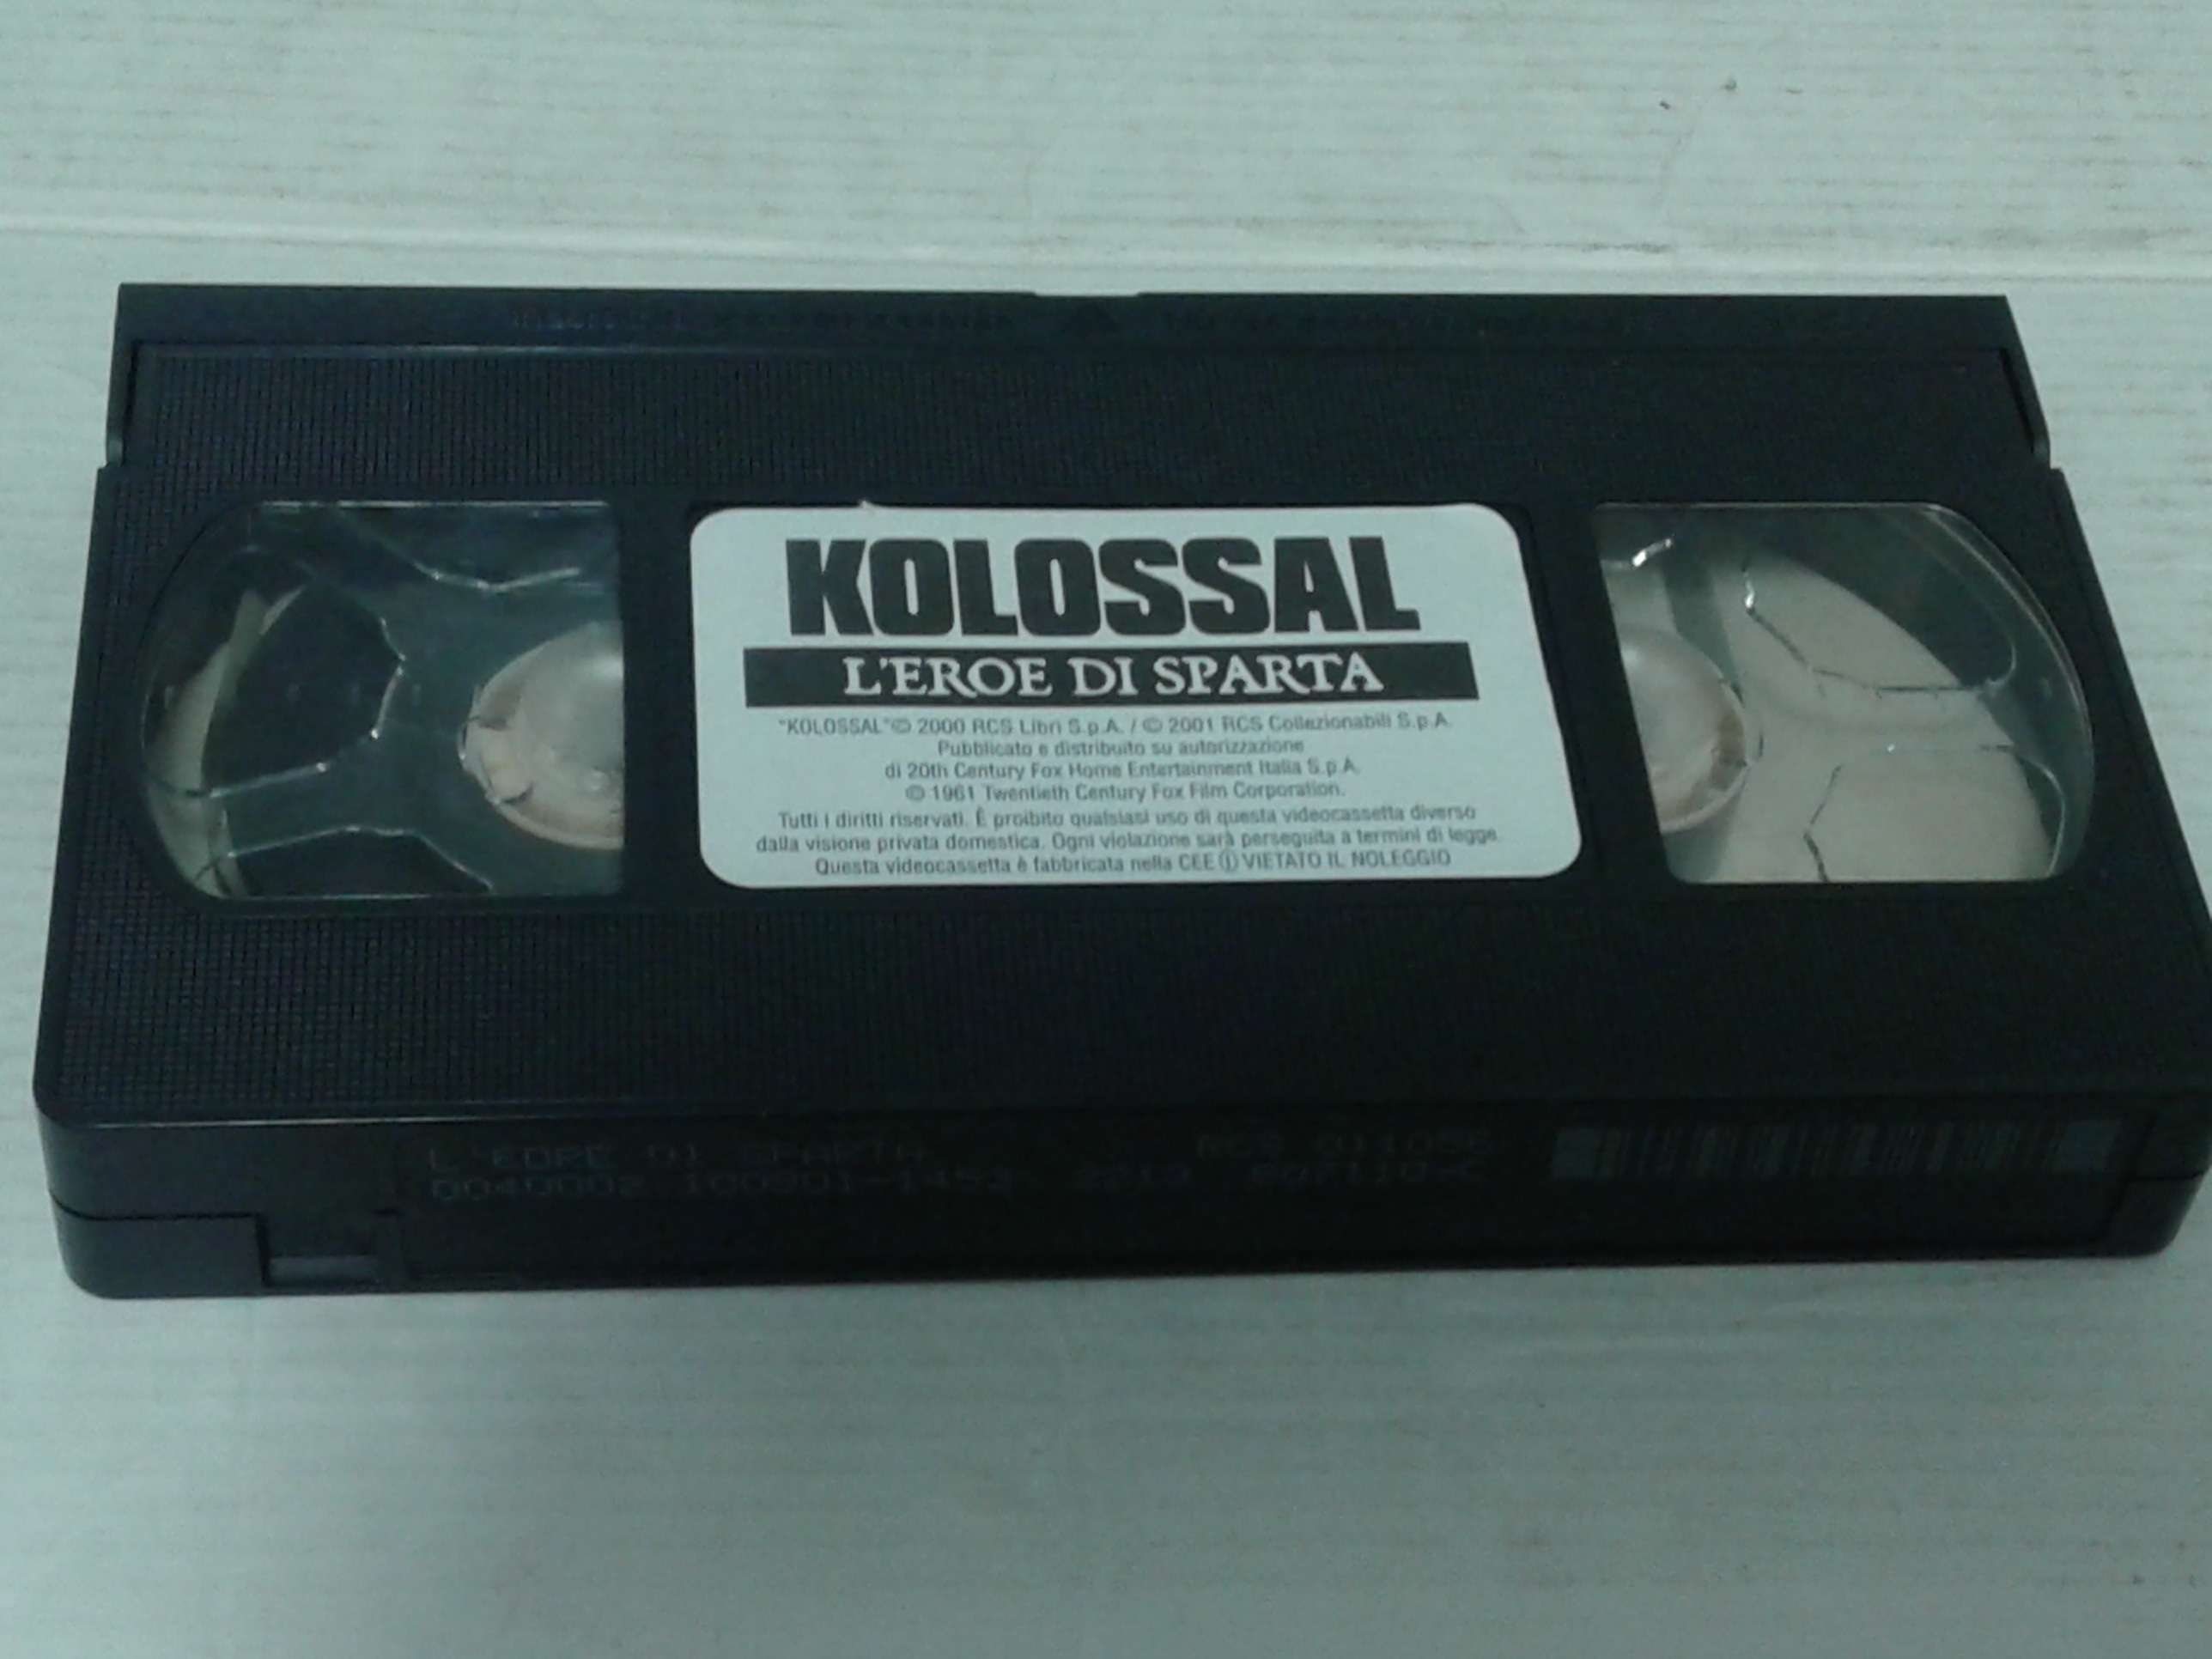 KOLOSSAL
L'EROE DI SPARTA
"KOLOSSAL" © 2000 RCS Libri S.p.A. / © 2001 RCS Collezionabili S.p.A.
Pubblicato e distribuito su autorizzazione
di 20th Century Fox Home Entertainment Italia S.p.A.
© 1961 Twentieth Century Fox Film Corporation.
Tutti i diritti riservati. È proibito qualsiasi uso di questa videocassetta diverso
dalla visione privata domestica. Ogni violazione sarà perseguita a termini di legge.
Questa videocassetta è fabbricata nella CEE Ⓘ VIETATO IL NOLEGGIO
L'EORE DI SPARTA